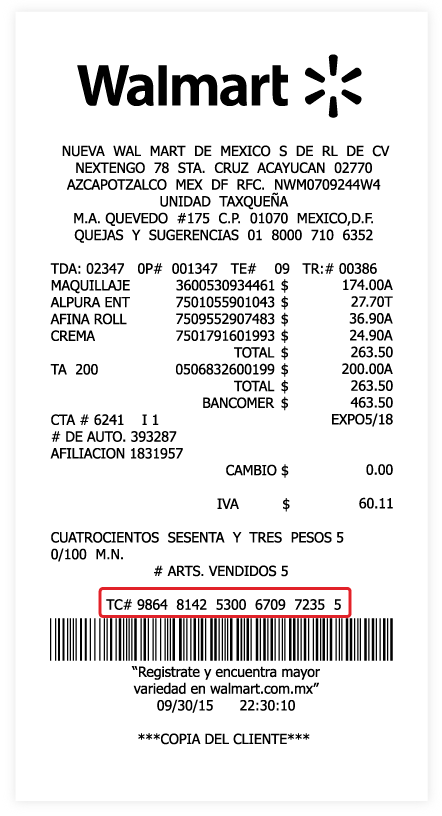 Walmart
NUEVA WAL MART DE MEXICO S DE RL DE CV
NEXTENGO 78 STA. CRUZ ACAYUCAN 02770
AZCAPOTZALCO MEX DF RFC. NWM0709244W4
UNIDAD TAXQUEÑA
M.A. QUEVEDO #175 C.P. 01070 MEXICO,D.F.
QUEJAS Y SUGERENCIAS 01 8000 710 6352
TDA: 02347 0P# 001347 TE# 09 TR:# 00386
MAQUILLAJE 3600530934461 $ 174.00A
ALPURA ENT 7501055901043 $ 27.70T
AFINA ROLL 7509552907483 $ 36.90A
CREMA 7501791601993 $ 24.90A
TOTAL $ 263.50
TA 200 0506832600199 $ 200.00A
TOTAL $ 263.50
BANCOMER $ 463.50
CTA # 6241 I 1 EXPO5/18
# DE AUTO. 393287
AFILIACION 1831957
CAMBIO $ 0.00
IVA $ 60.11
CUATROCIENTOS SESENTA Y TRES PESOS 5
0/100 M.N.
# ARTS. VENDIDOS 5
TC# 9864 8142 5300 6709 7235 5
“Registrate y encuentra mayor
variedad en walmart.com.mx”
09/30/15 22:30:10
***COPIA DEL CLIENTE***